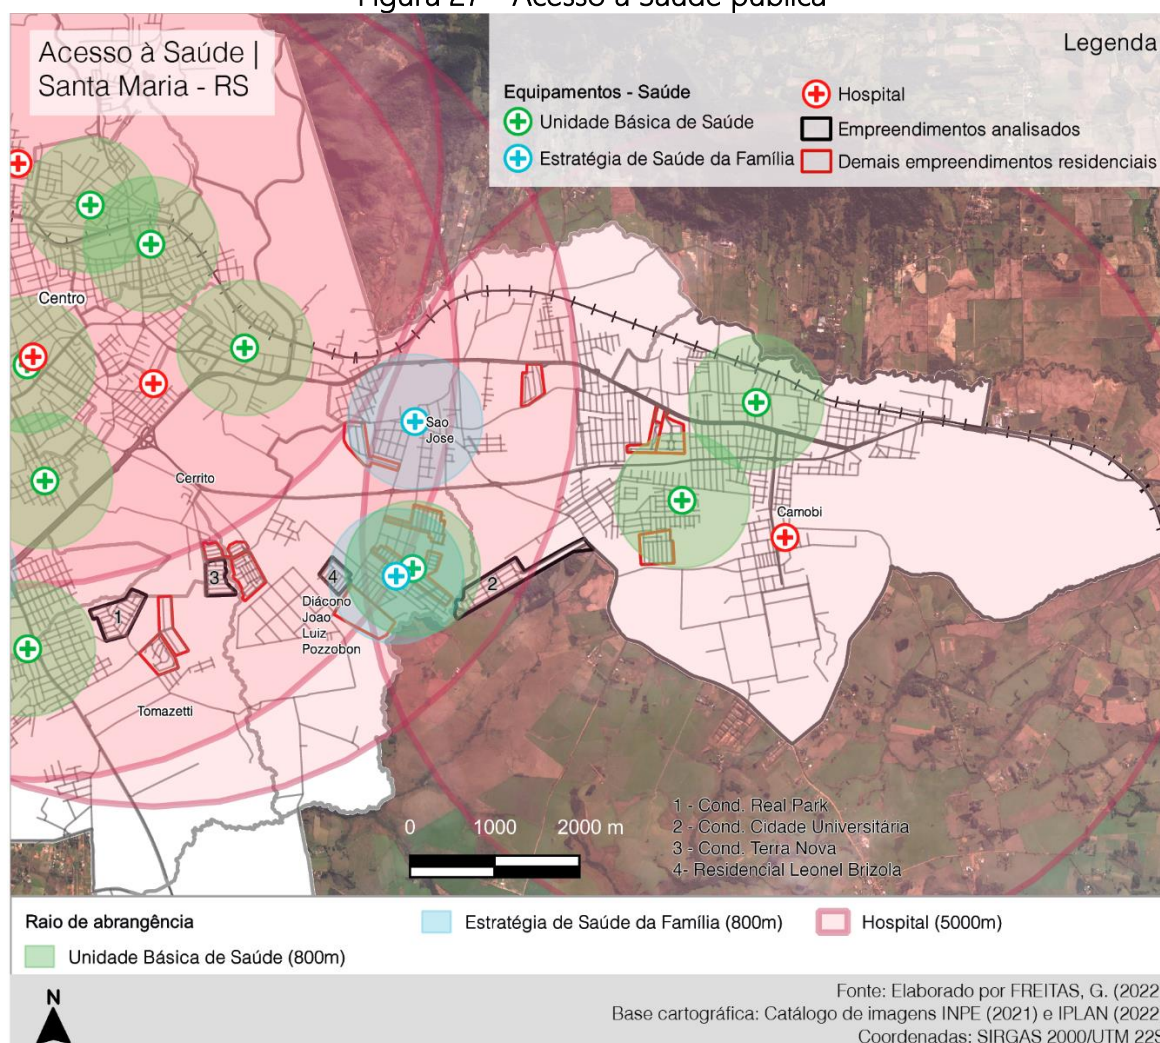 Figura 27 - Acesso à Saúde pública
Acesso à Saúde |
Santa Maria - RS
Legenda
Equipamentos - Saúde
Unidade Básica de Saúde
Estratégia de Saúde da Família
Hospital
Empreendimentos analisados
Demais empreendimentos residenciais
Centro
Sao
Jose
Cerrito
Camobi
1
3
4
2
Diácono
Joao
Luiz
Pozzobon
Tomazetti
0 1000 2000 m
1 - Cond. Real Park
2 - Cond. Cidade Universitária
3 - Cond. Terra Nova
4- Residencial Leonel Brizola
Raio de abrangência
Estratégia de Saúde da Família (800m)
Hospital (5000m)
Unidade Básica de Saúde (800m)
N
Fonte: Elaborado por FREITAS, G. (2022
Base cartográfica: Catálogo de imagens INPE (2021) e IPLAN (2022
Coordenadas: SIRGAS 2000/UTM 22S